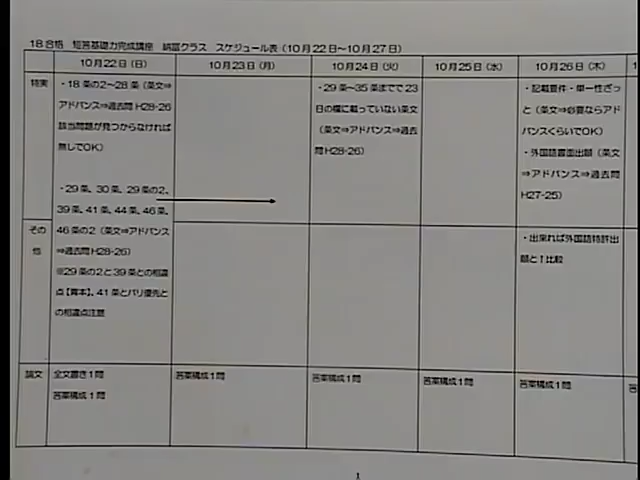 18合格 短答基礎力完成講座 納富クラス スケジュール表(10月22日~10月27日)
10月22日(日) 10月23日(月) 10月24日(火) 10月25日(水) 10月26日(木)
特実
・18条の2~28条(条文⇒
アドバンス⇒過去問H28-26
該当問題が見つからなければ
無しでOK)
・29条、30条、29条の2、
39条、41条、44条、46条、
46条の2(条文⇒アドバンス
⇒過去問H28-26)
※29条の2と39条との相違
点【青本】、41条とパリ優先と
の相違点注意
・29条~35条までで23
日の欄に載っていない条文
(条文⇒アドバンス⇒過去
問H28-26)
・記載要件・単一性ざっ
と(条文⇒必要ならアド
バンスくらいでOK)
・外国語書面出願(条文
⇒アドバンス⇒過去問
H27-25)
その
他
・出来れば外国語特許出
願と↑比較
論文
全文書き1問
答案構成1問
答案構成1問
答案構成1問
答案構成1問
答案構成1問
答
1